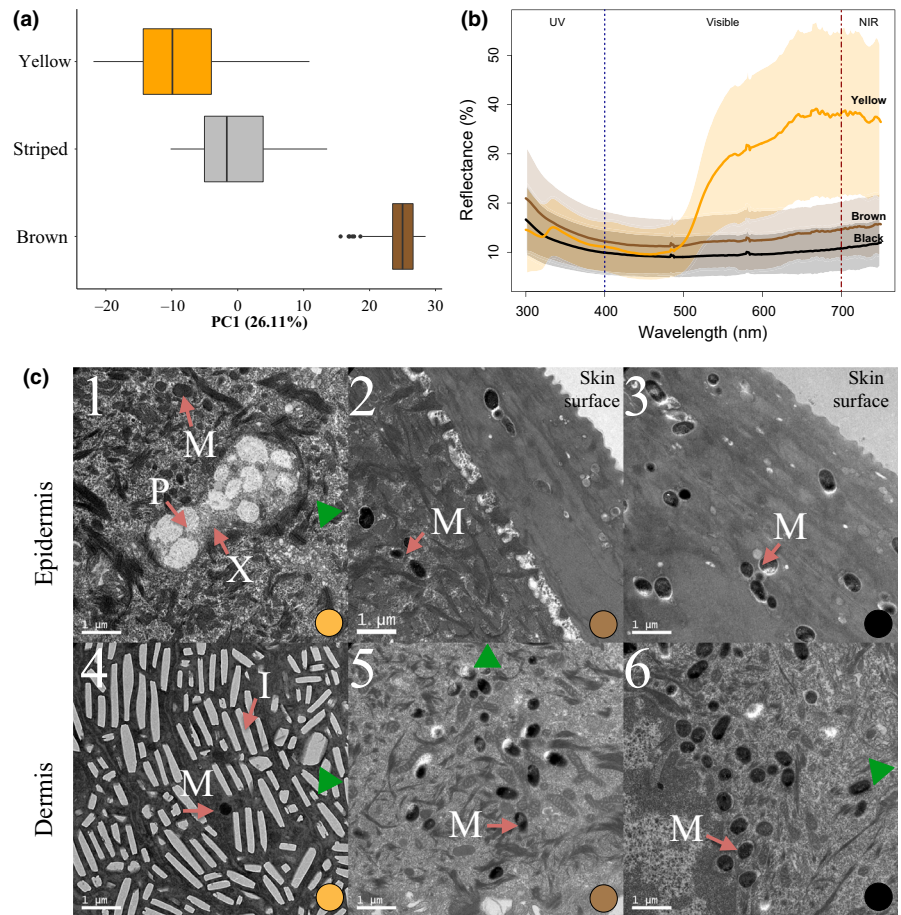 (a)
Yellow
Striped
Brown
−20 −10 0 10 20 30
PC1 (26.11%)
(b)
UV Visible NIR
50
40
30
20
10
Reflectance (%)
Yellow
Brown
Black
300 400 500 600 700
Wavelength (nm)
(c)
Epidermis
1
M
P
X
1 μm
2
Skin
surface
M
1 μm
3
Skin
surface
M
1 μm
Dermis
4
I
M
1 μm
5
M
1 μm
6
M
1 μm